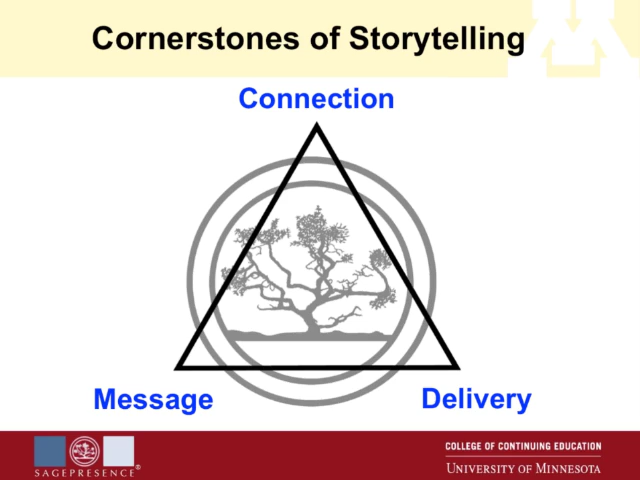 Cornerstones of Storytelling
Connection
Message
Delivery
SAGEPRESENCE®
COLLEGE OF CONTINUING EDUCATION
UNIVERSITY OF MINNESOTA